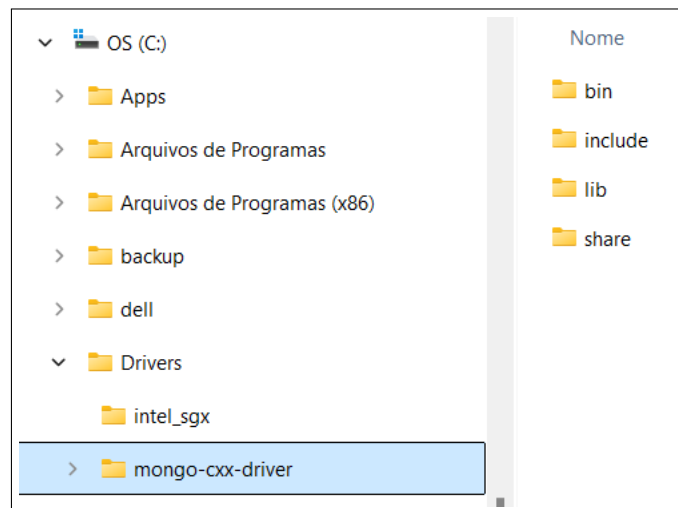 OS (C:)
Apps
Arquivos de Programas
Arquivos de Programas (x86)
backup
dell
Drivers
intel_sgx
mongo-cxx-driver
Nome
bin
include
lib
share